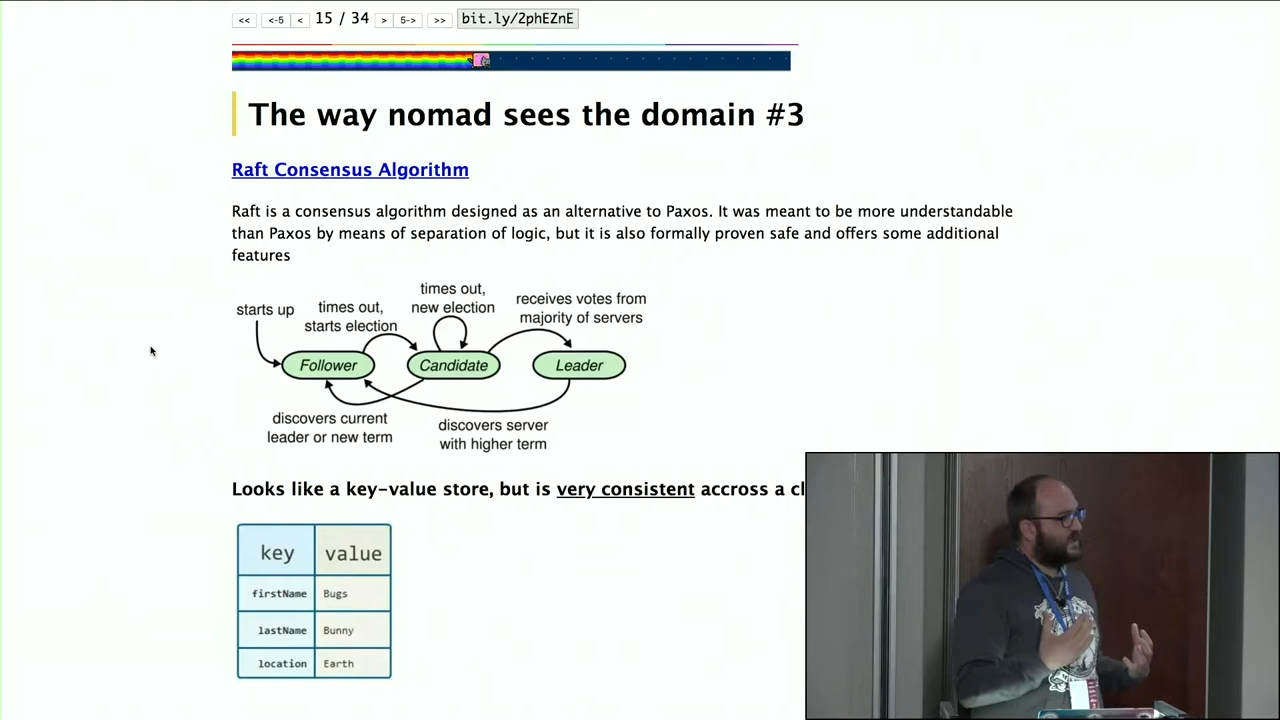 << <-5 < 15 / 34 > 5-> >> bit.ly/2phEZnE
The way nomad sees the domain #3
Raft Consensus Algorithm
Raft is a consensus algorithm designed as an alternative to Paxos. It was meant to be more understandable
than Paxos by means of separation of logic, but it is also formally proven safe and offers some additional
features
starts up
times out,
starts election
times out,
new election
receives votes from
majority of servers
Follower
Candidate
Leader
discovers current
leader or new term
discovers server
with higher term
Looks like a key-value store, but is very consistent accross a cl
key value
firstName Bugs
lastName Bunny
location Earth